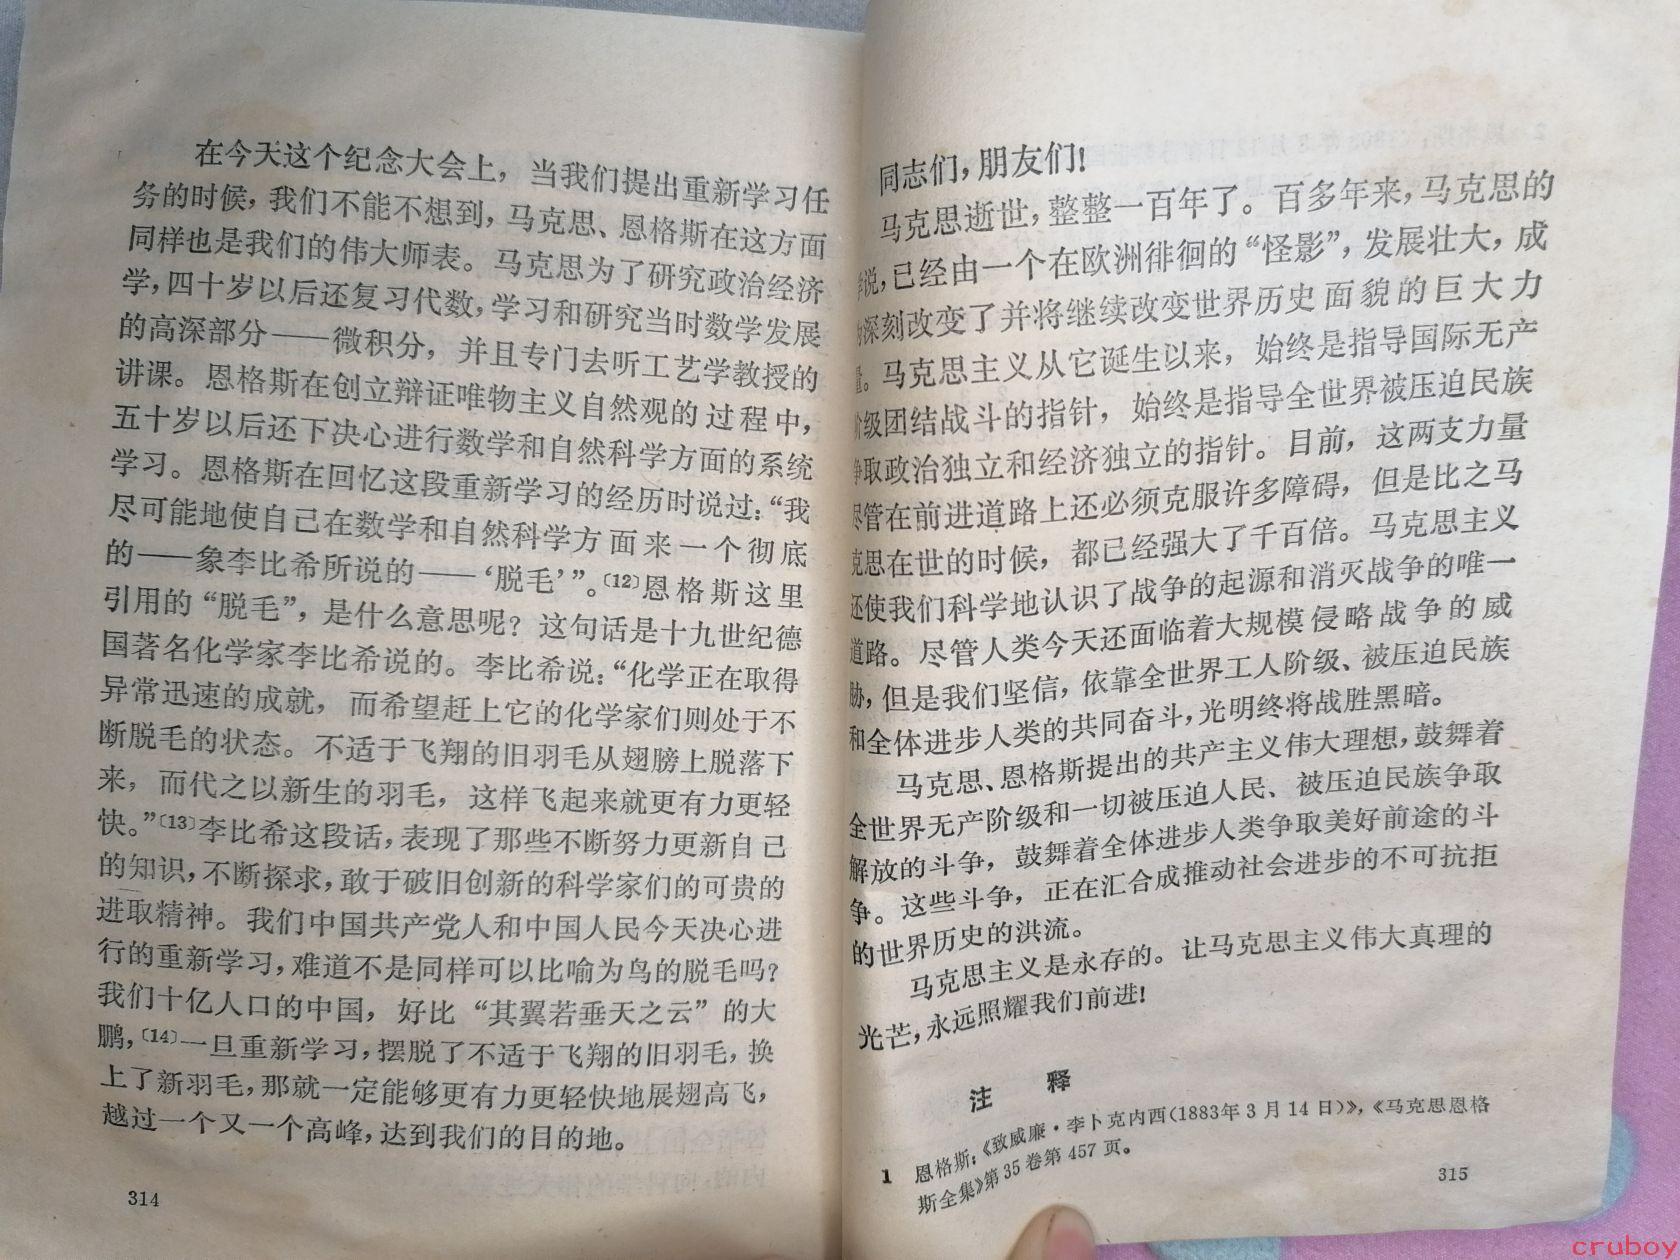 在今天这个纪念大会上，当我们提出重新学习任
务的时候，我们不能不想到，马克思、恩格斯在这方面
同样也是我们的伟大师表。马克思为了研究政治经济
学，四十岁以后还复习代数，学习和研究当时数学发展
的高深部分——微积分，并且专门去听工艺学教授的
讲课。恩格斯在创立辩证唯物主义自然观的过程中，
五十岁以后还下决心进行数学和自然科学方面的系统
学习。恩格斯在回忆这段重新学习的经历时说过：“我
尽可能地使自己在数学和自然科学方面来一个彻底
的——象李比希所说的——‘脱毛’”。〔12〕恩格斯这里
引用的“脱毛”，是什么意思呢？这句话是十九世纪德
国著名化学家李比希说的。李比希说：“化学正在取得
异常迅速的成就，而希望赶上它的化学家们则处于不
断脱毛的状态。不适于飞翔的旧羽毛从翅膀上脱落下
来，而代之以新生的羽毛，这样飞起来就更有力更轻
快。”〔13〕李比希这段话，表现了那些不断努力更新自己
的知识，不断探求，敢于破旧创新的科学家们的可贵的
进取精神。我们中国共产党人和中国人民今天决心进
行的重新学习，难道不是同样可以比喻为鸟的脱毛吗？
我们十亿人口的中国，好比“其翼若垂天之云”的大
鹏，〔14〕一旦重新学习，摆脱了不适于飞翔的旧羽毛，换
上了新羽毛，那就一定能够更有力更轻快地展翅高飞，
越过一个又一个高峰，达到我们的目的地。
314
同志们，朋友们！
马克思逝世，整整一百年了。百多年来，马克思的
学说，已经由一个在欧洲徘徊的“怪影”，发展壮大，成
为深刻改变了并将继续改变世界历史面貌的巨大力
量。马克思主义从它诞生以来，始终是指导国际无产
阶级团结战斗的指针，始终是指导全世界被压迫民族
争取政治独立和经济独立的指针。目前，这两支力量
尽管在前进道路上还必须克服许多障碍，但是比之马
克思在世的时候，都已经强大了千百倍。马克思主义
还使我们科学地认识了战争的起源和消灭战争的唯一
道路。尽管人类今天还面临着大规模侵略战争的威
胁，但是我们坚信，依靠全世界工人阶级、被压迫民族
和全体进步人类的共同奋斗，光明终将战胜黑暗。
马克思、恩格斯提出的共产主义伟大理想，鼓舞着
全世界无产阶级和一切被压迫人民、被压迫民族争取
解放的斗争，鼓舞着全体进步人类争取美好前途的斗
争。这些斗争，正在汇合成推动社会进步的不可抗拒
的世界历史的洪流。
马克思主义是永存的。让马克思主义伟大真理的
光芒，永远照耀我们前进！
注 释
1 恩格斯：《致威廉·李卜克内西(1883年3月14日)》，《马克思恩格
斯全集》第35卷第457页。
315
cruboy